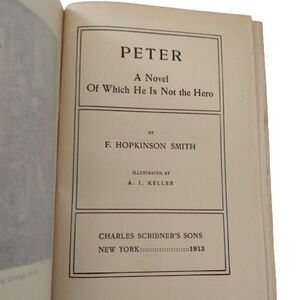 PETER
A Novel
Of Which He Is Not the Hero
BY
F. HOPKINSON SMITH
ILLUSTRATED BY
A. I. KELLER
CHARLES SCRIBNER'S SONS
NEW YORK::::::::::::::::::::::1913